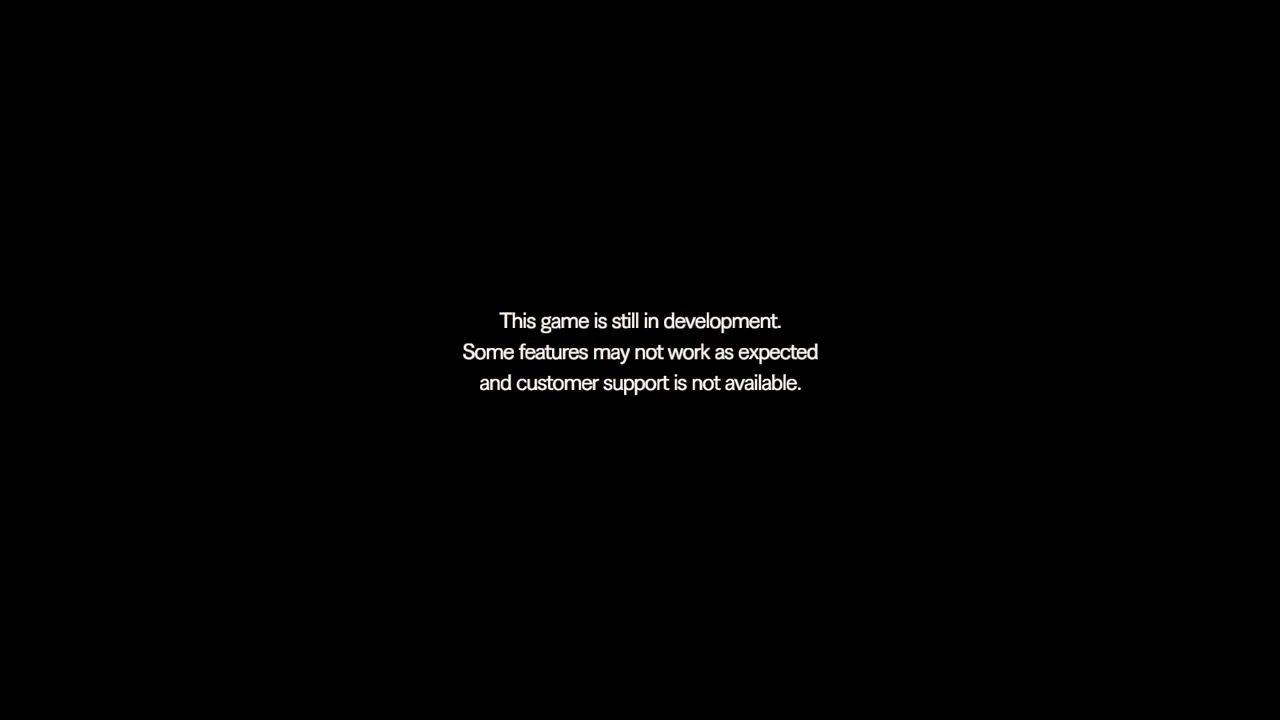 This game is still in development.
Some features may not work as expected
and customer support is not available.